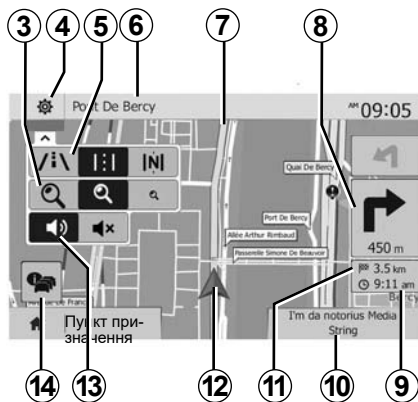 3
4
5
6
7
8
Port De Bercy
AM 09:05
N
Quai De Bercy
Port De Bercy
Allée Arthur Rimbaud
Passerelle Simone De Beauvoir
450 m
3.5 km
9:11 am
Bercy
Пункт при-
значення
I'm da notorius Media
String
14
13
12
11
10
9